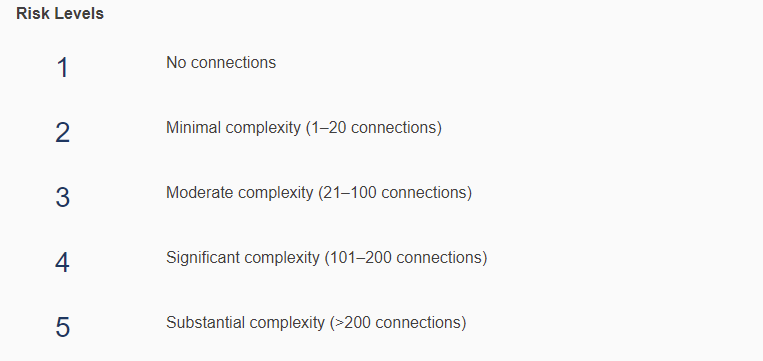 Risk Levels
1 No connections
2 Minimal complexity (1–20 connections)
3 Moderate complexity (21–100 connections)
4 Significant complexity (101–200 connections)
5 Substantial complexity (>200 connections)